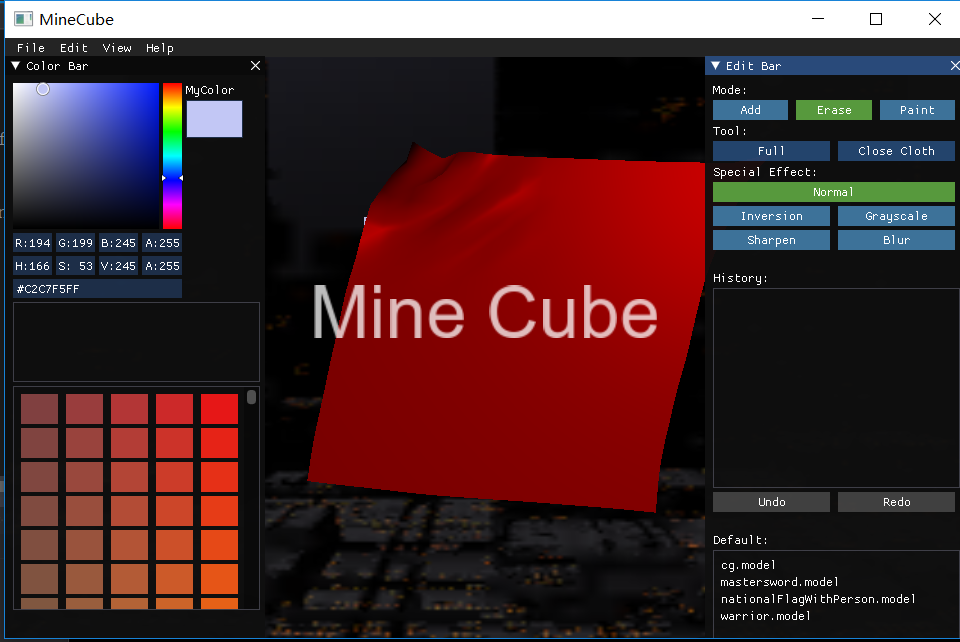 MineCube
File Edit View Help
Color Bar
MyColor
R:194 G:199 B:245 A:255
H:166 S: 53 V:245 A:255
#C2C7F5FF
Mine Cube
Edit Bar
Mode:
Add Erase Paint
Tool:
Full Close Cloth
Special Effect:
Normal
Inversion Grayscale
Sharpen Blur
History:
Undo Redo
Default:
cg.model
mastersword.model
nationalFlagWithPerson.model
warrior.model